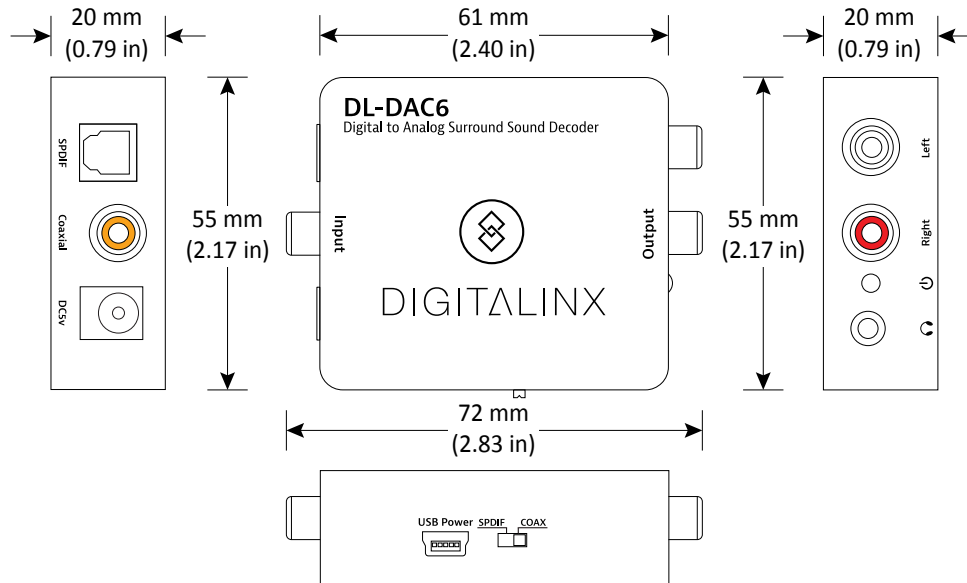 20 mm
(0.79 in)
61 mm
(2.40 in)
20 mm
(0.79 in)
SPDIF
Coaxial
DC5v
55 mm
(2.17 in)
DL-DAC6
Digital to Analog Surround Sound Decoder
Input
Output
DIGITALINX
55 mm
(2.17 in)
Left
Right
72 mm
(2.83 in)
USB Power
SPDIF
COAX